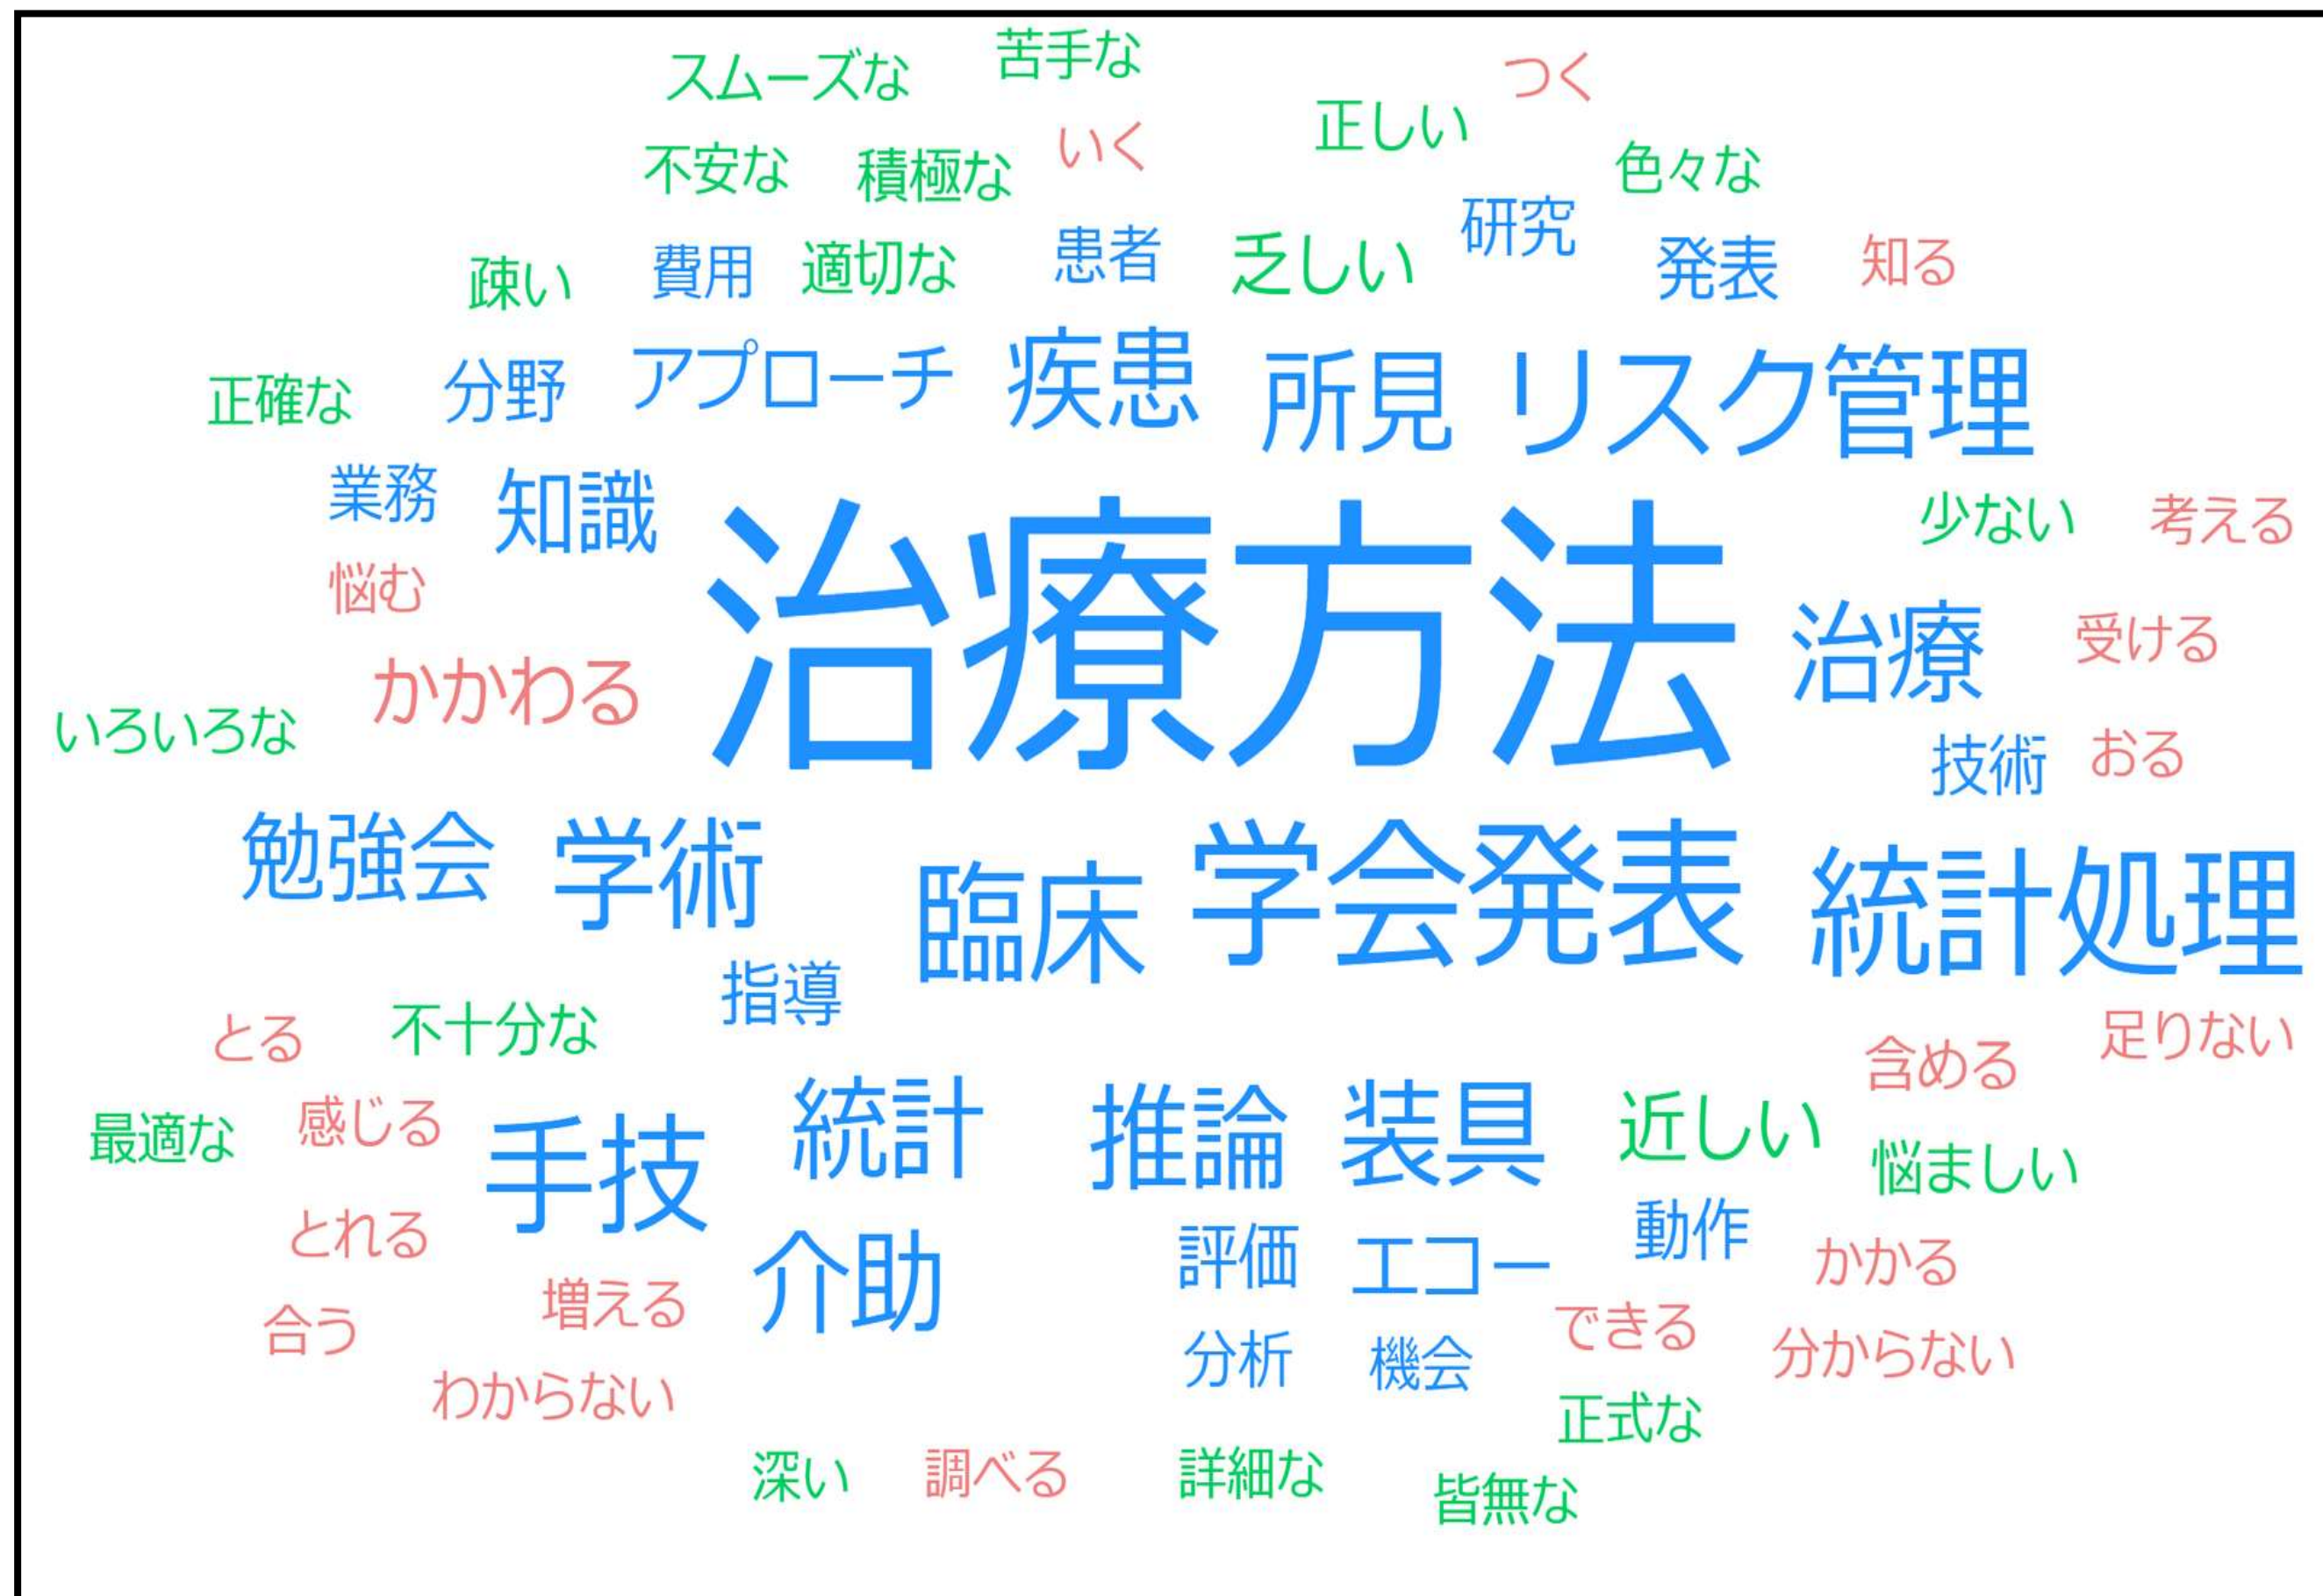 スムーズな
苦手な
つく
正しい
いく
不安な
積極な
色々な
研究
患者
乏しい
発表
知る
費用
適切な
疎い
アプローチ
疾患
所見
リスク管理
分野
正確な
業務
知識
少ない
考える
治療方法
悩む
治療
受ける
かかわる
いろいろな
技術
おる
勉強会
学術
学会発表
臨床
統計処理
指導
とる
不十分な
足りない
含める
統計
推論
装具
近しい
最適な
感じる
手技
悩ましい
とれる
介助
評価
エコー
動作
かかる
増える
合う
できる
分からない
分析
機会
わからない
正式な
深い
調べる
詳細な
皆無な